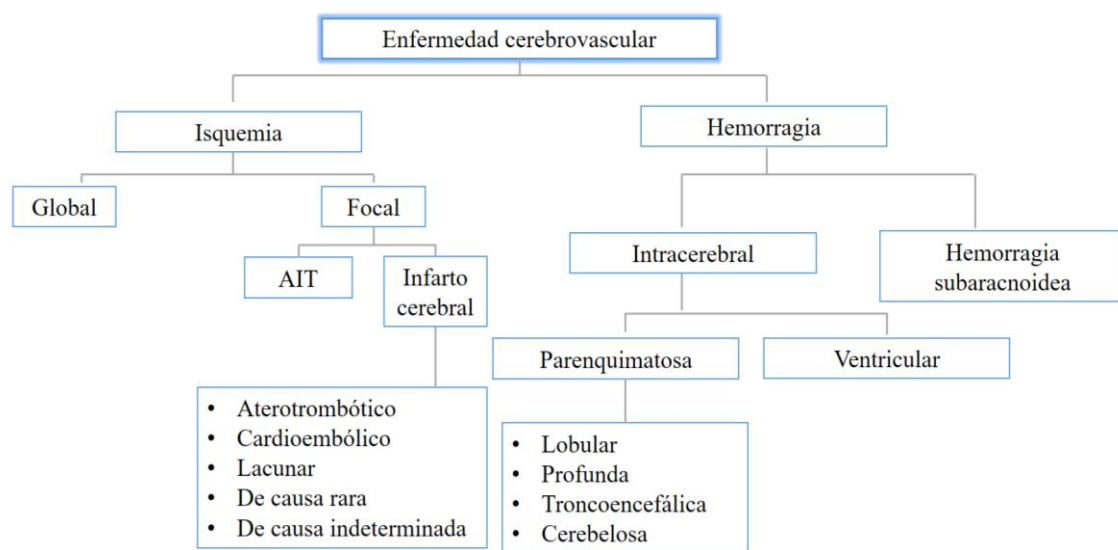 Enfermedad cerebrovascular
Isquemia
Hemorragia
Global
Focal
Intracerebral
Hemorragia
subaracnoidea
AIT
Infarto
cerebral
Parenquimatosa
Ventricular
• Aterotrombótico
• Cardioembólico
• Lacunar
• De causa rara
• De causa indeterminada
• Lobular
• Profunda
• Troncoencefálica
• Cerebelosa